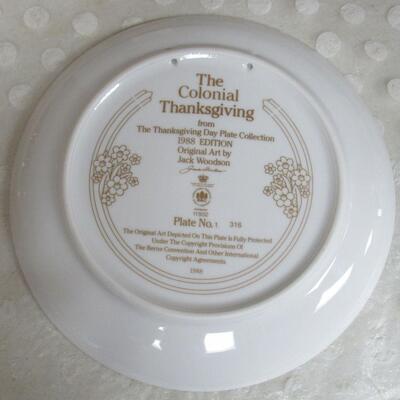 The
Colonial
Thanksgiving
from
The Thanksgiving Day Plate Collection
1988 EDITION
Original Art by
Jack Woodson
Plate No. 1 316
The Original Art Depicted On This Plate Is Fully Protected
Under The Copyright Provisions Of
The Berne Convention And Other International
Copyright Agreements.
1988